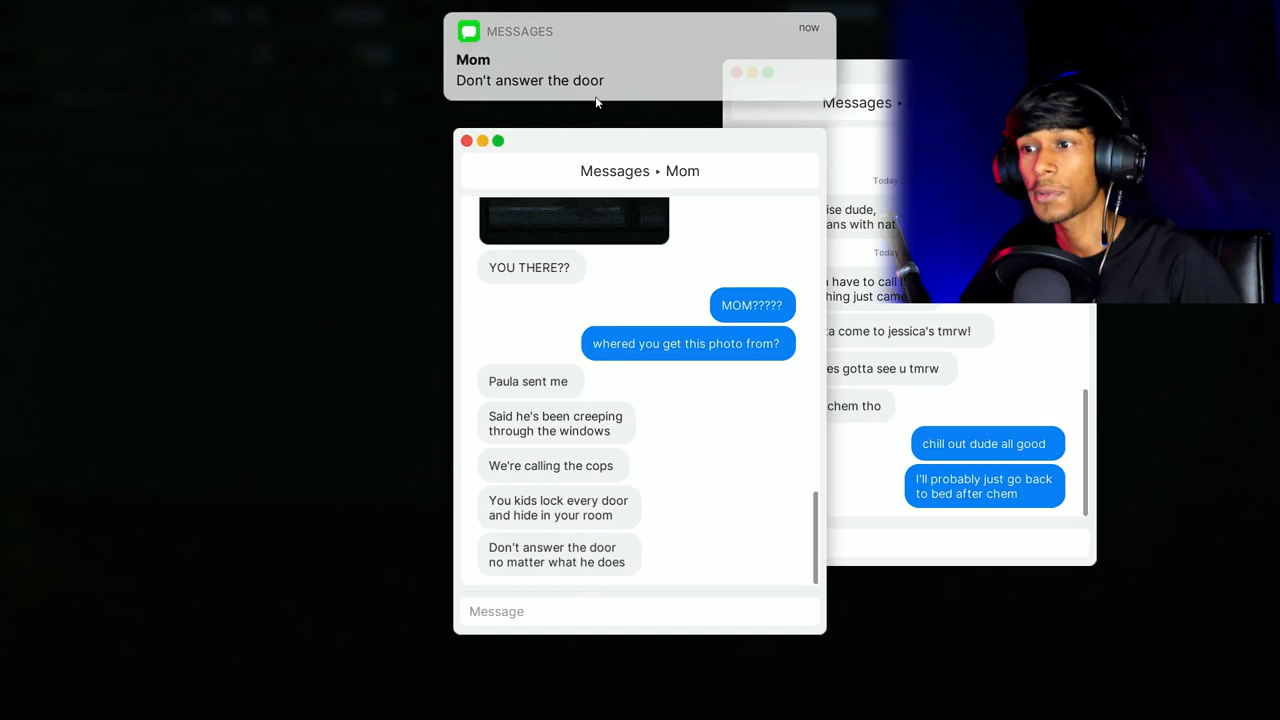 MESSAGES
now
Mom
Don't answer the door
Messages ▸ Mom
YOU THERE??
MOM?????
whered you get this photo from?
Paula sent me
Said he's been creeping
through the windows
We're calling the cops
You kids lock every door
and hide in your room
Don't answer the door
no matter what he does
Message
Messages ▸
Today
ise dude,
ans with nat
Today
have to call
hing just came
a come to jessica's tmrw!
es gotta see u tmrw
chem tho
chill out dude all good
I'll probably just go back
to bed after chem